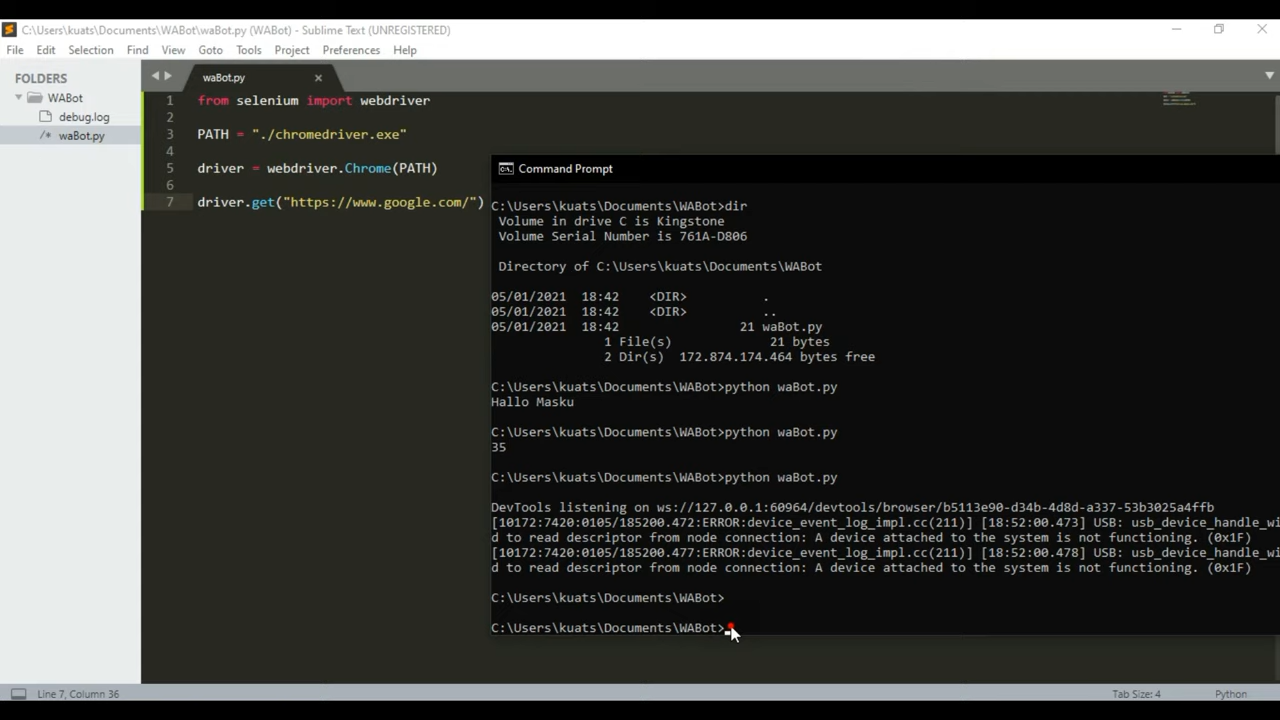 C:\Users\kuats\Documents\WABot\waBot.py (WABot) - Sublime Text (UNREGISTERED)
File Edit Selection Find View Goto Tools Project Preferences Help
FOLDERS
WABot
debug.log
/* waBot.py
waBot.py
1 from selenium import webdriver
2
3 PATH = "./chromedriver.exe"
4
5 driver = webdriver.Chrome(PATH)
6
7 driver.get("https://www.google.com/")
C:\. Command Prompt
C:\Users\kuats\Documents\WABot>dir
Volume in drive C is Kingstone
Volume Serial Number is 761A-D806
Directory of C:\Users\kuats\Documents\WABot
05/01/2021 18:42 <DIR> .
05/01/2021 18:42 <DIR> ..
05/01/2021 18:42 21 waBot.py
1 File(s) 21 bytes
2 Dir(s) 172.874.174.464 bytes free
C:\Users\kuats\Documents\WABot>python waBot.py
Hallo Masku
C:\Users\kuats\Documents\WABot>python waBot.py
35
C:\Users\kuats\Documents\WABot>python waBot.py
DevTools listening on ws://127.0.0.1:60964/devtools/browser/b5113e90-d34b-4d8d-a337-53b3025a4ffb
[10172:7420:0105/185200.472:ERROR:device_event_log_impl.cc(211)] [18:52:00.473] USB: usb_device_handle_wi
d to read descriptor from node connection: A device attached to the system is not functioning. (0x1F)
[10172:7420:0105/185200.477:ERROR:device_event_log_impl.cc(211)] [18:52:00.478] USB: usb_device_handle_wi
d to read descriptor from node connection: A device attached to the system is not functioning. (0x1F)
C:\Users\kuats\Documents\WABot>
C:\Users\kuats\Documents\WABot>
Line 7, Column 36
Tab Size: 4
Python